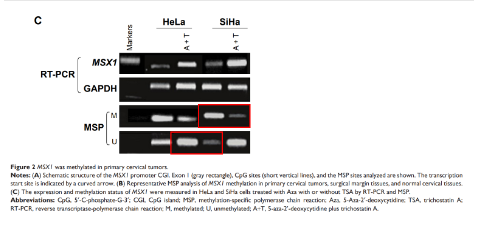 C
HeLa
SiHa
Markers
A + T
A + T
RT-PCR
MSX1
GAPDH
MSP
M
U
Figure 2 MSX1 was methylated in primary cervical tumors.
Notes: (A) Schematic structure of the MSX1 promoter CGI. Exon 1 (gray rectangle), CpG sites (short vertical lines), and the MSP sites analyzed are shown. The transcription
start site is indicated by a curved arrow. (B) Representative MSP analysis of MSX1 methylation in primary cervical tumors, surgical margin tissues, and normal cervical tissues.
(C) The expression and methylation status of MSX1 were measured in HeLa and SiHa cells treated with Aza with or without TSA by RT-PCR and MSP.
Abbreviations: CpG, 5'-C-phosphate-G-3'; CGI, CpG island; MSP, methylation-specific polymerase chain reaction; Aza, 5-Aza-2'-deoxycytidine; TSA, trichostatin A;
RT-PCR, reverse transcriptase-polymerase chain reaction; M, methylated; U, unmethylated; A+T, 5-aza-2'-deoxycytidine plus trichostatin A.